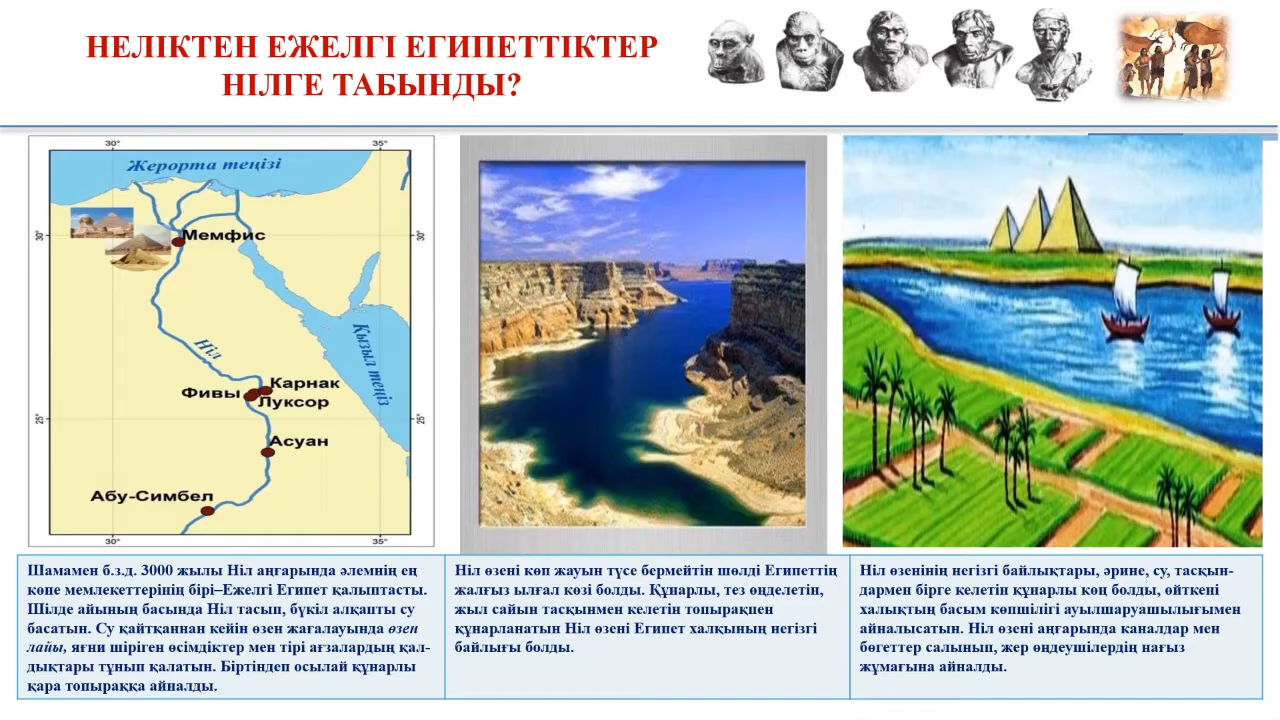 НЕЛІКТЕН ЕЖЕЛГІ ЕГИПЕТТІКТЕР
НІЛГЕ ТАБЫНДЫ?
30°
35°
Жерорта теңізі
30°
Мемфис
30°
Қызыл теңіз
Ніл
Карнак
Фивы
Луксор
25°
25°
Асуан
Абу-Симбел
30°
35°
Шамамен б.з.д. 3000 жылы Ніл аңғарында әлемнің ең
көне мемлекеттерінің бірі–Ежелгі Египет қалыптасты.
Шілде айының басында Ніл тасып, бүкіл алқапты су
басатын. Су қайтқаннан кейін өзен жағалауында өзен
лайы, яғни шіріген өсімдіктер мен тірі ағзалардың қал-
дықтары тұнып қалатын. Біртіндеп осылай құнарлы
қара топыраққа айналды.
Ніл өзені көп жауын түсе бермейтін шөлді Египеттің
жалғыз ылғал көзі болды. Құнарлы, тез өңделетін,
жыл сайын тасқынмен келетін топырақпен
құнарланатын Ніл өзені Египет халқының негізгі
байлығы болды.
Ніл өзенінің негізгі байлықтары, әрине, су, тасқын-
дармен бірге келетін құнарлы көң болды, өйткені
халықтың басым көпшілігі ауылшаруашылығымен
айналысатын. Ніл өзені аңғарында каналдар мен
бөгеттер салынып, жер өңдеушілердің нағыз
жұмағына айналды.